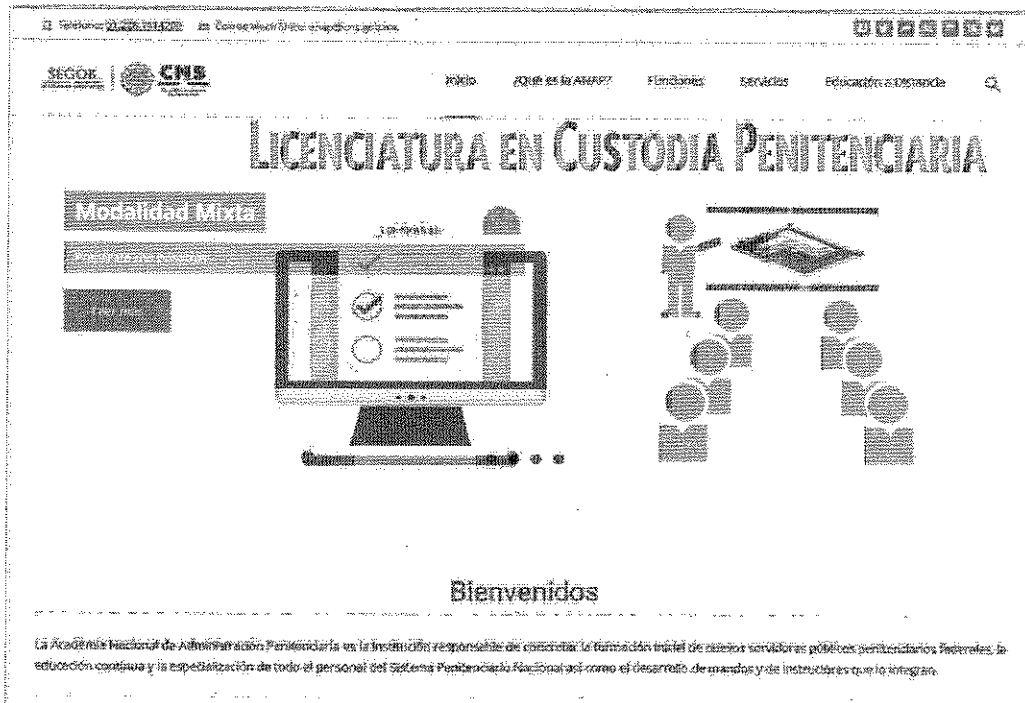 SEGOB CNS
Inicio ¿Qué es la ANAP? Funciones Servicios Educación a Distancia
LICENCIATURA EN CUSTODIA PENITENCIARIA
Modalidad Mixta
Bienvenidos
La Academia Nacional de Administración Penitenciaria es la Institución responsable de concretar la formación inicial de nuevos servidores públicos penitenciarios federales, la
educación continua y la especialización de todo el personal del Sistema Penitenciario Nacional así como el desarrollo de mandos y de instructores que lo integran.